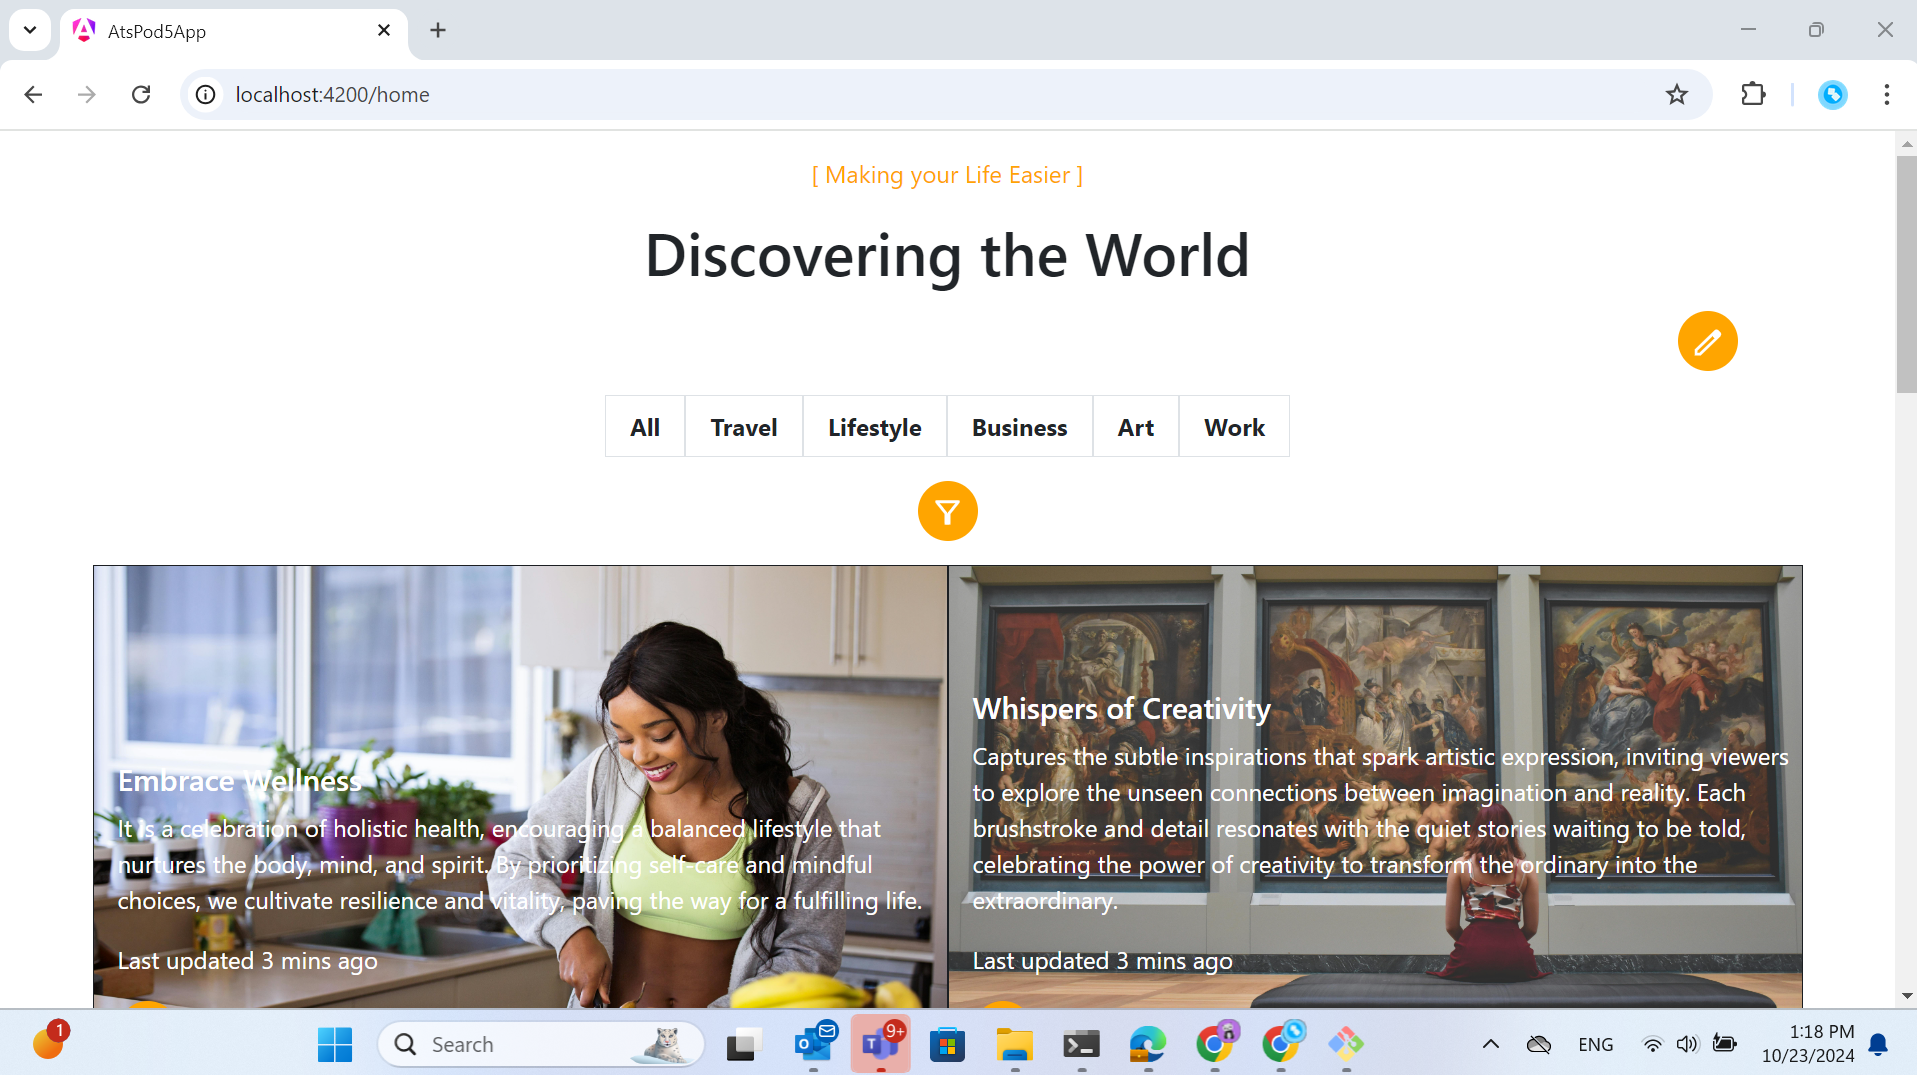 AtsPod5App
localhost:4200/home
[ Making your Life Easier ]
Discovering the World
All Travel Lifestyle Business Art Work
Embrace Wellness
It is a celebration of holistic health, encouraging a balanced lifestyle that
nurtures the body, mind, and spirit. By prioritizing self-care and mindful
choices, we cultivate resilience and vitality, paving the way for a fulfilling life.
Last updated 3 mins ago
Whispers of Creativity
Captures the subtle inspirations that spark artistic expression, inviting viewers
to explore the unseen connections between imagination and reality. Each
brushstroke and detail resonates with the quiet stories waiting to be told,
celebrating the power of creativity to transform the ordinary into the
extraordinary.
Last updated 3 mins ago
1
Search
9+
ENG
1:18 PM
10/23/2024